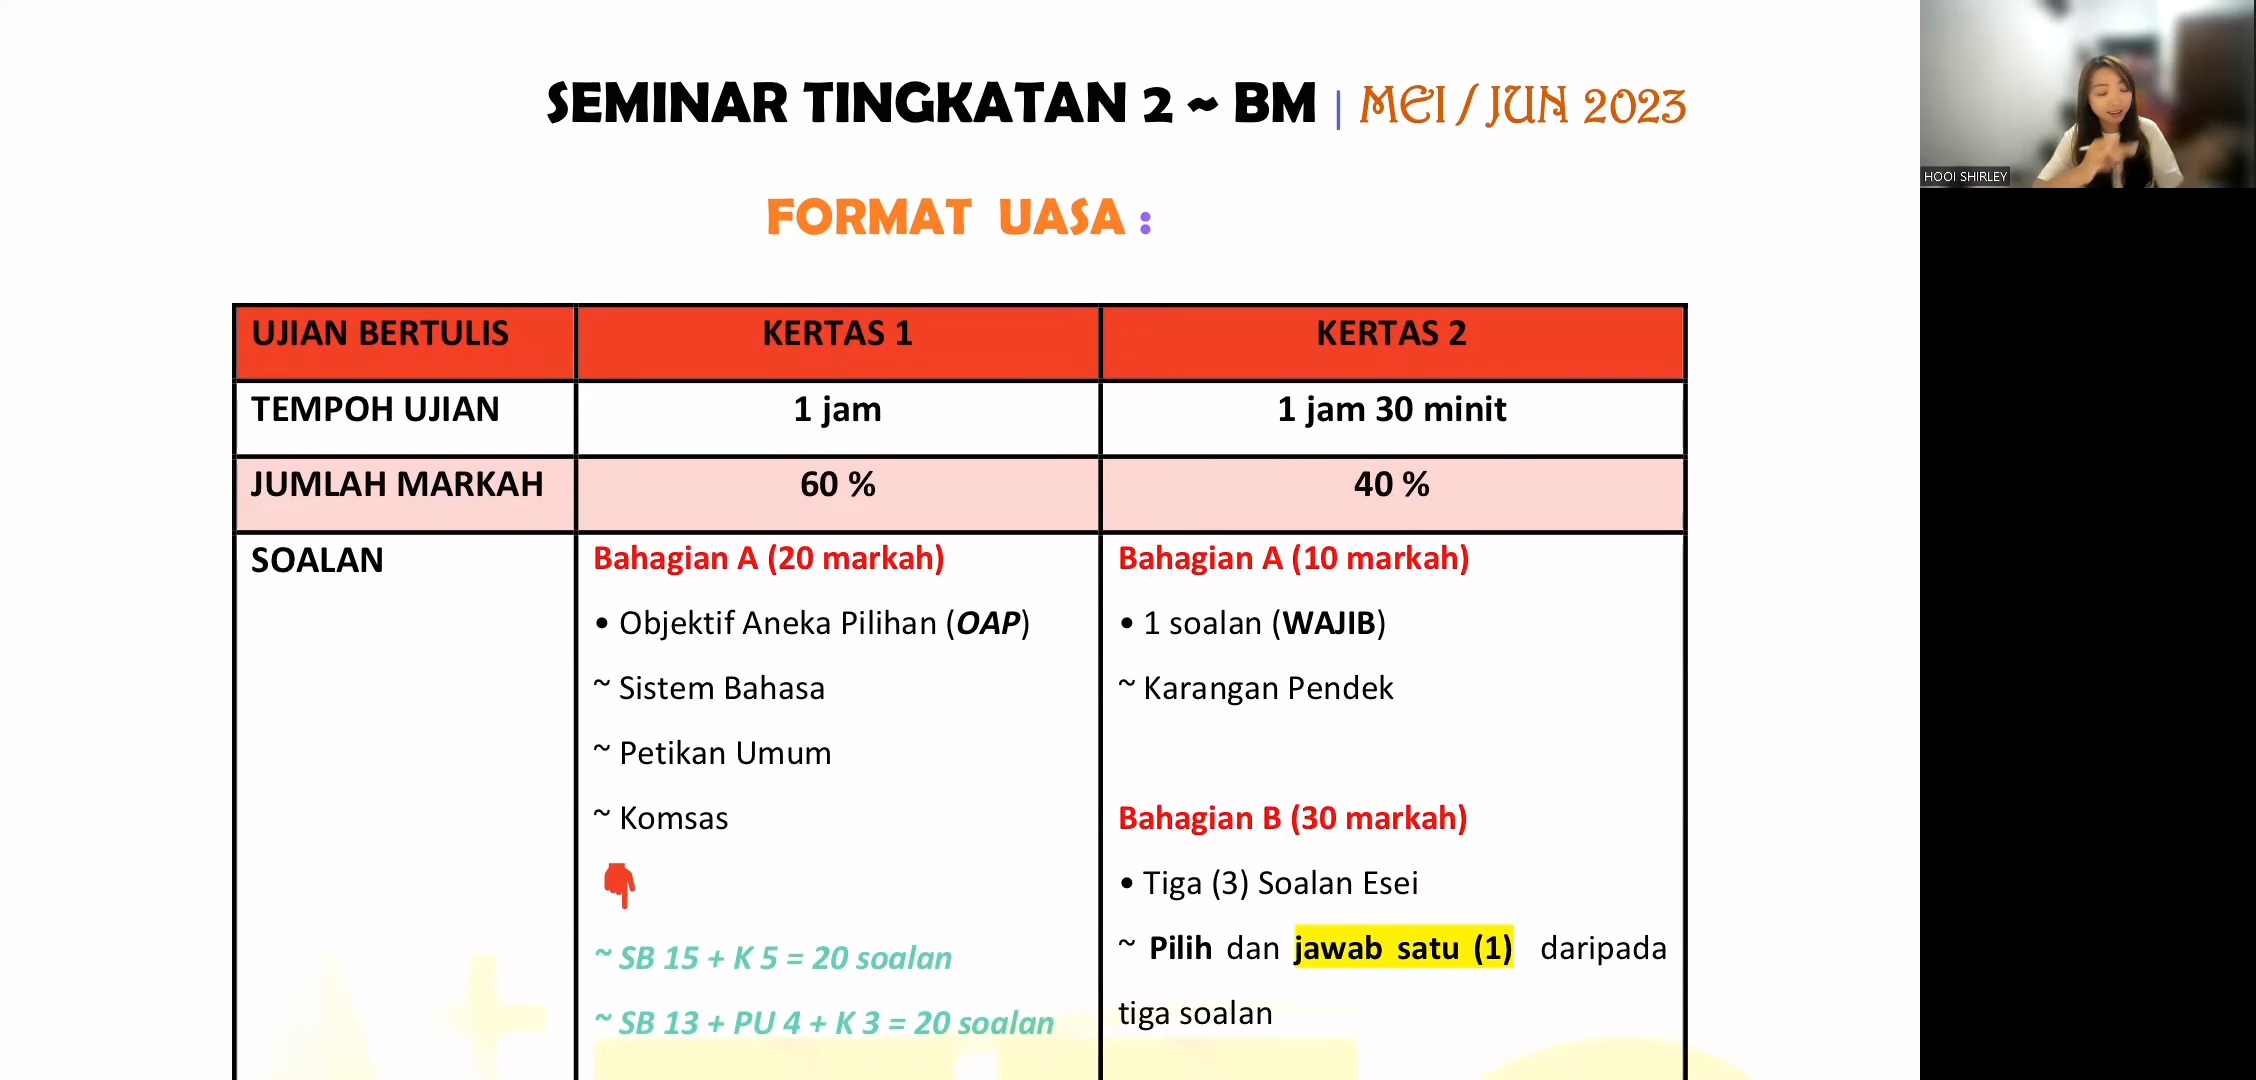 SEMINAR TINGKATAN 2 ~ BM | MEI / JUN 2023
HOOI SHIRLEY
FORMAT UASA :
UJIAN BERTULIS
KERTAS 1
KERTAS 2
TEMPOH UJIAN
1 jam
1 jam 30 minit
JUMLAH MARKAH
60 %
40 %
SOALAN
Bahagian A (20 markah)
• Objektif Aneka Pilihan (OAP)
~ Sistem Bahasa
~ Petikan Umum
~ Komsas
~ SB 15 + K 5 = 20 soalan
~ SB 13 + PU 4 + K 3 = 20 soalan
Bahagian A (10 markah)
• 1 soalan (WAJIB)
~ Karangan Pendek
Bahagian B (30 markah)
• Tiga (3) Soalan Esei
~ Pilih dan jawab satu (1) daripada
tiga soalan